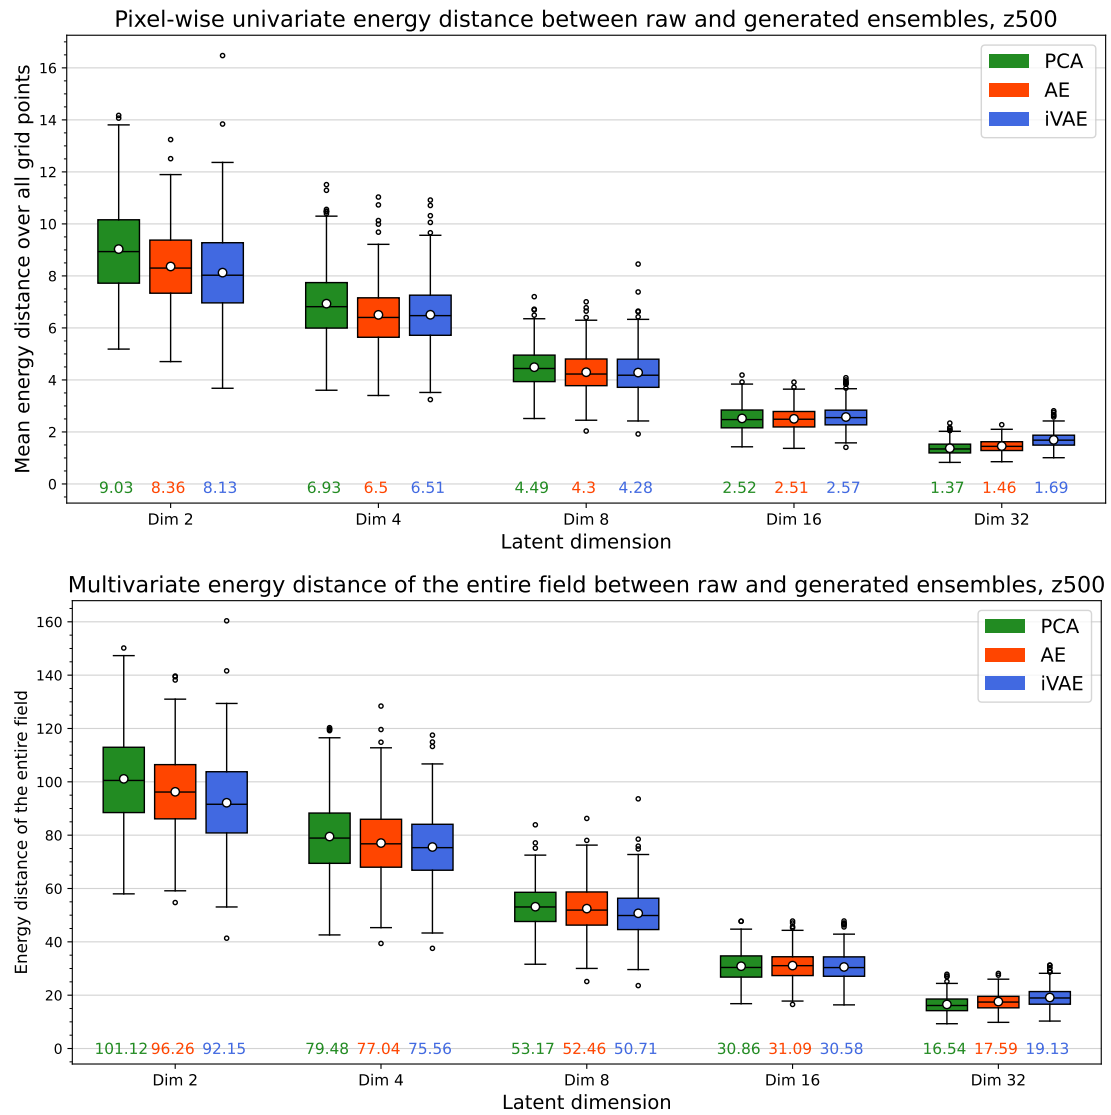 Pixel-wise univariate energy distance between raw and generated ensembles, z500
Mean energy distance over all grid points
16
14
12
10
8
6
4
2
0
PCA
AE
iVAE
9.03 8.36 8.13 6.93 6.5 6.51 4.49 4.3 4.28 2.52 2.51 2.57 1.37 1.46 1.69
Dim 2 Dim 4 Dim 8 Dim 16 Dim 32
Latent dimension
Multivariate energy distance of the entire field between raw and generated ensembles, z500
Energy distance of the entire field
160
140
120
100
80
60
40
20
0
PCA
AE
iVAE
101.12 96.26 92.15 79.48 77.04 75.56 53.17 52.46 50.71 30.86 31.09 30.58 16.54 17.59 19.13
Dim 2 Dim 4 Dim 8 Dim 16 Dim 32
Latent dimension